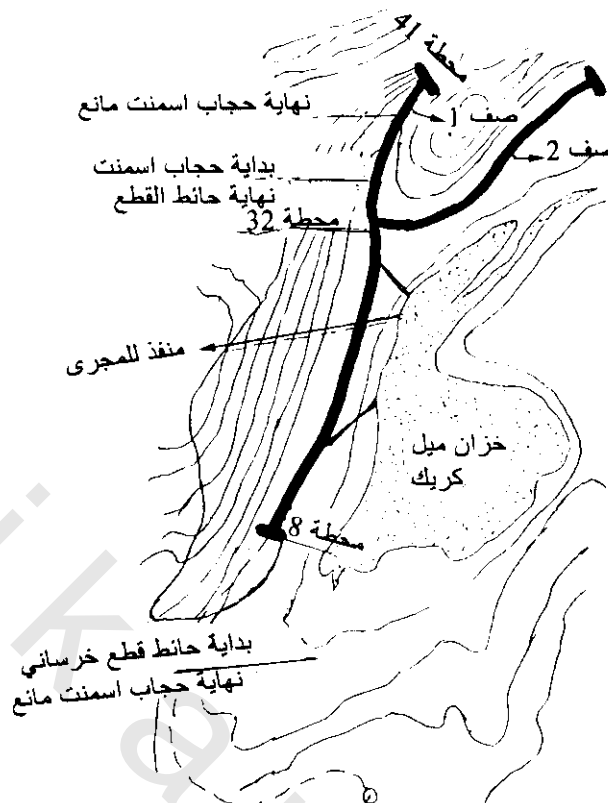 محطة 41
نهاية حجاب اسمنت مانع
صف 1
صف 2
بداية حجاب اسمنت
نهاية حائط القطع
محطة 32
منفذ للمجرى
خزان ميل
كريك
محطة 8
بداية حائط قطع خرساني
نهاية حجاب اسمنت مانع